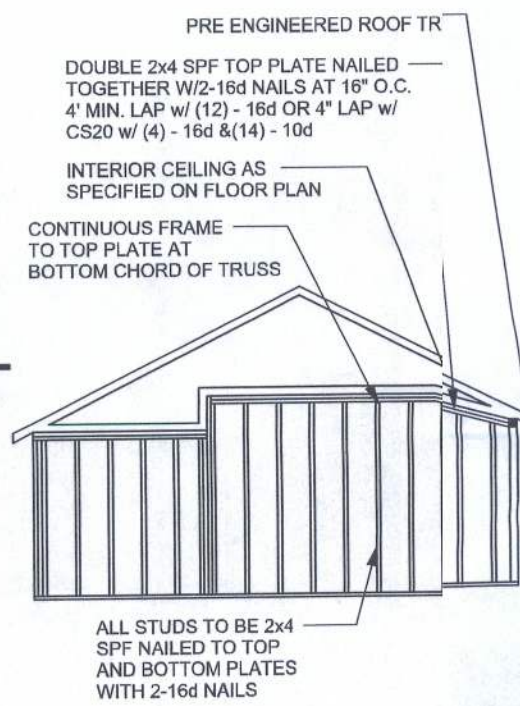 PRE ENGINEERED ROOF TR
DOUBLE 2x4 SPF TOP PLATE NAILED
TOGETHER W/2-16d NAILS AT 16" O.C.
4' MIN. LAP w/ (12) - 16d OR 4" LAP w/
CS20 w/ (4) - 16d &(14) - 10d
INTERIOR CEILING AS
SPECIFIED ON FLOOR PLAN
CONTINUOUS FRAME
TO TOP PLATE AT
BOTTOM CHORD OF TRUSS
ALL STUDS TO BE 2x4
SPF NAILED TO TOP
AND BOTTOM PLATES
WITH 2-16d NAILS